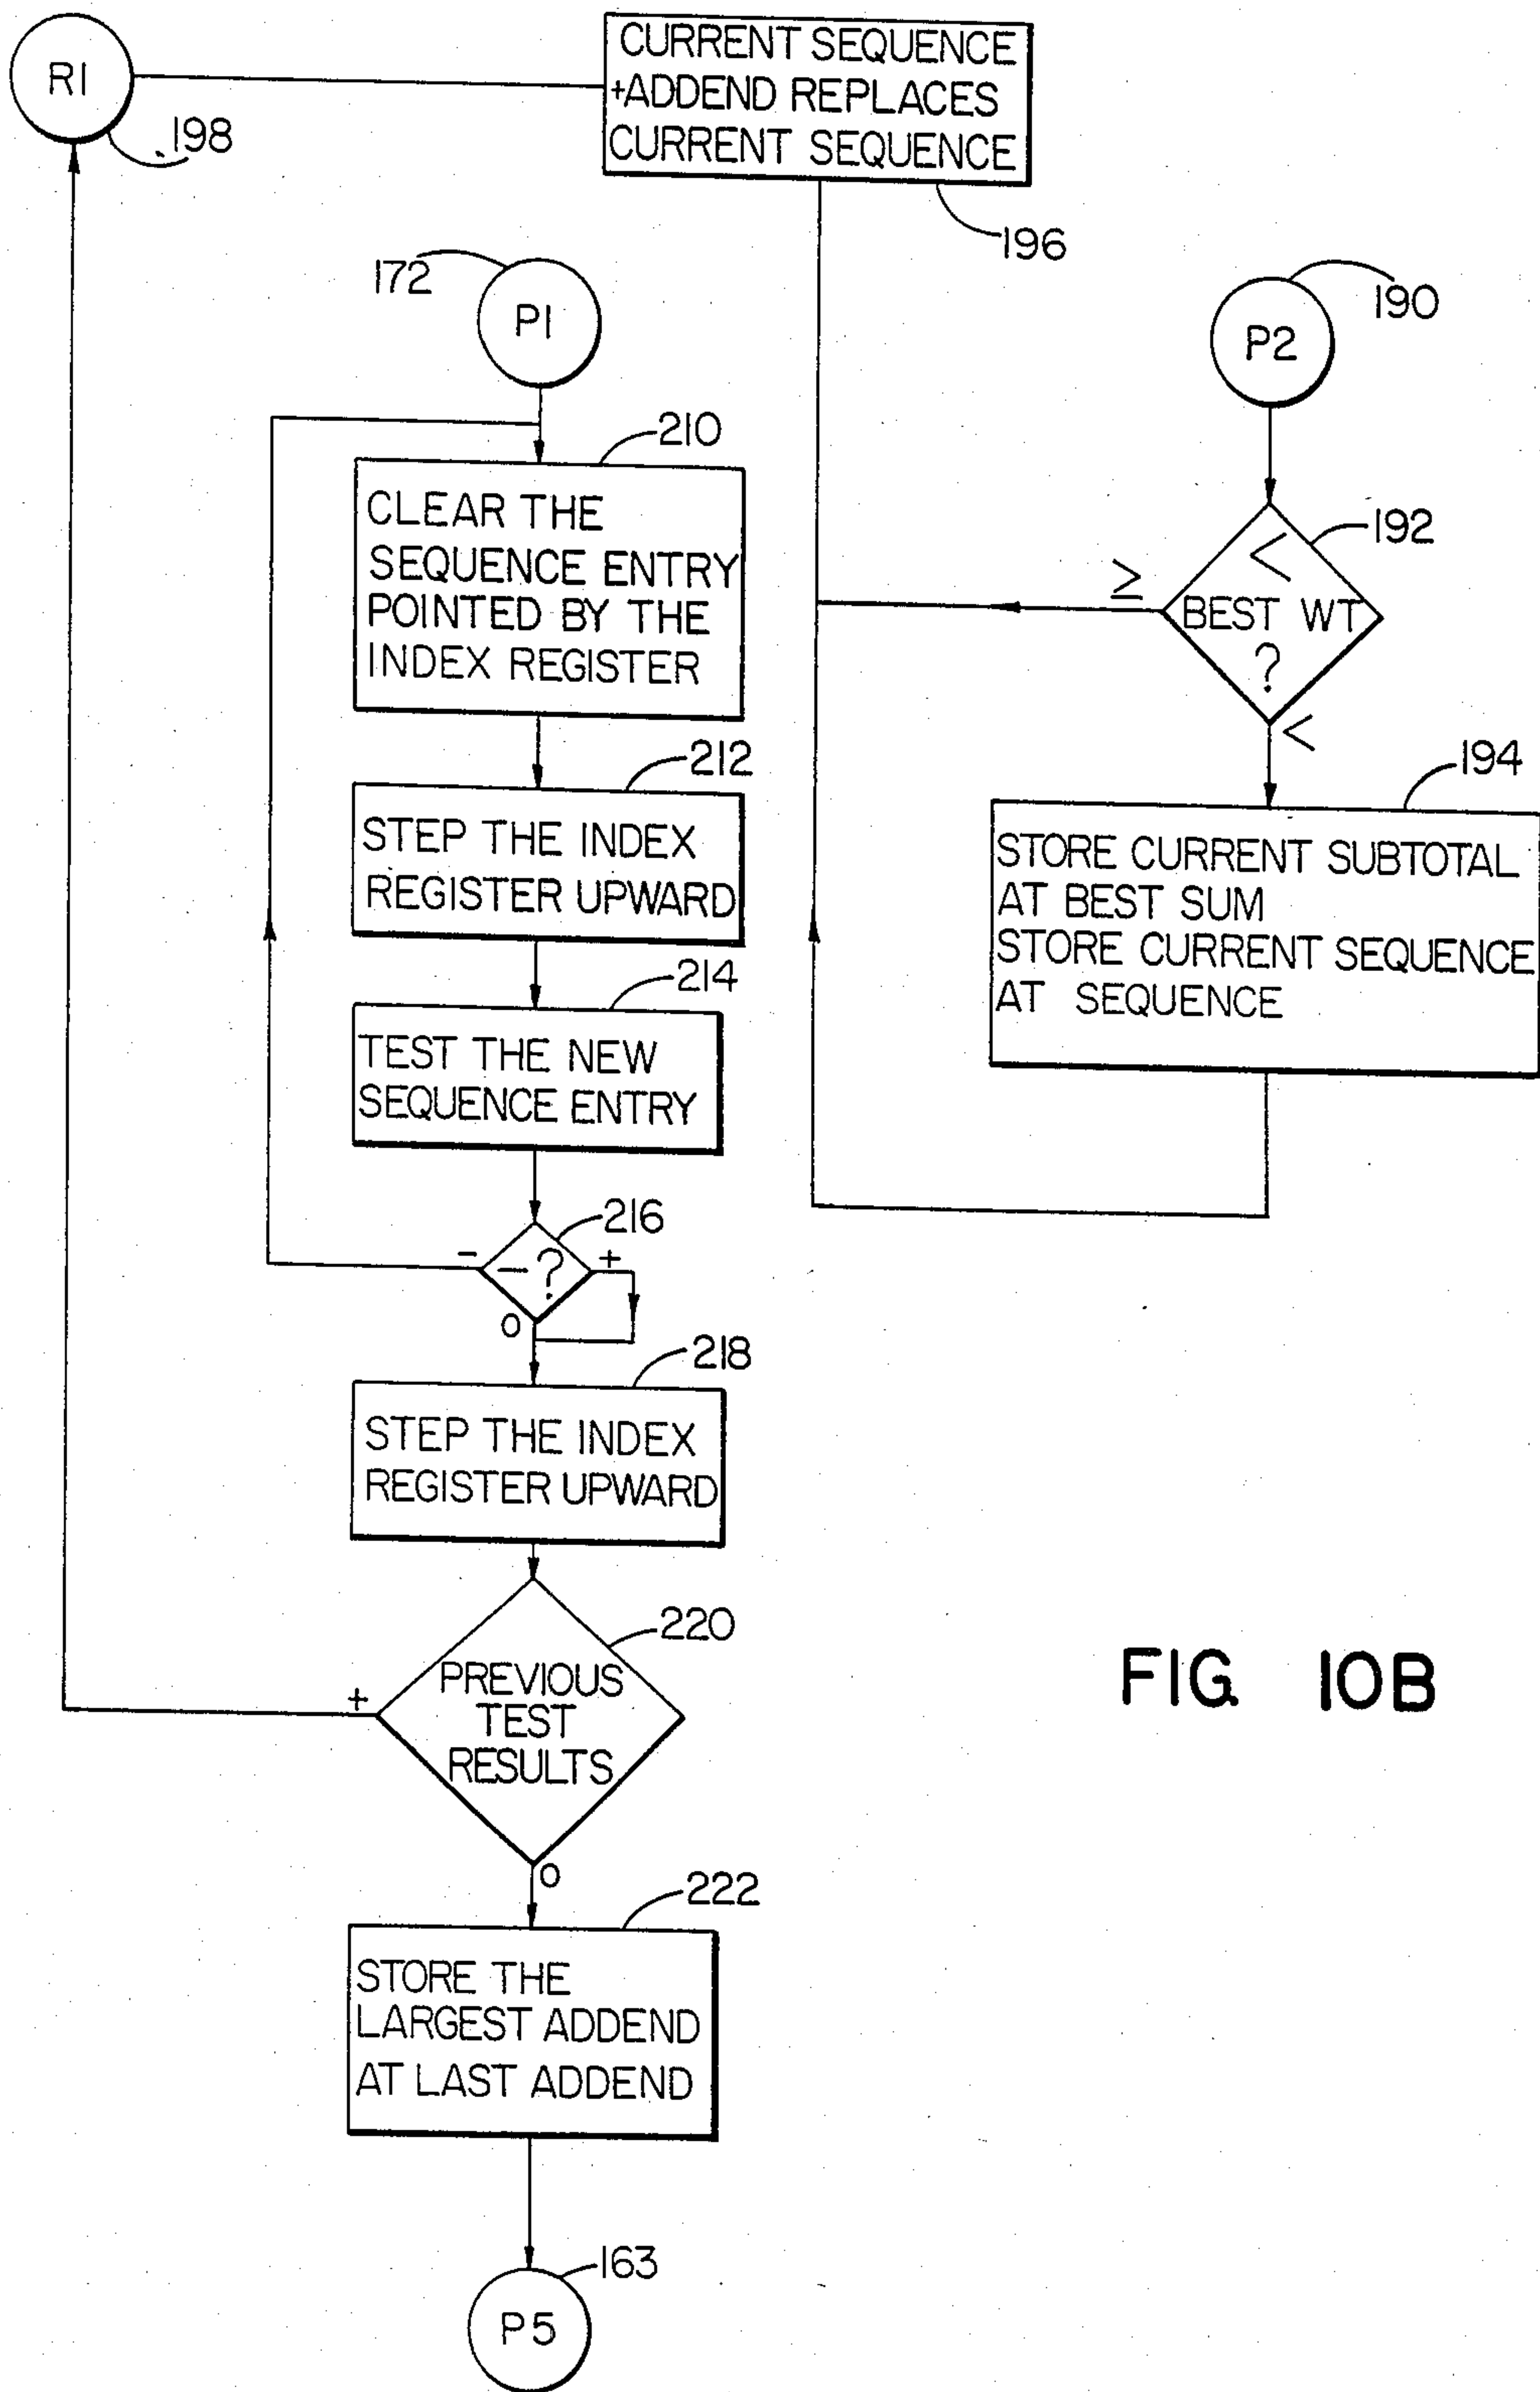 R1
198
CURRENT SEQUENCE
+ADDEND REPLACES
CURRENT SEQUENCE
196
172
P1
190
P2
210
CLEAR THE
SEQUENCE ENTRY
POINTED BY THE
INDEX REGISTER
192
<
BEST WT
?
≥
<
212
STEP THE INDEX
REGISTER UPWARD
194
STORE CURRENT SUBTOTAL
AT BEST SUM
STORE CURRENT SEQUENCE
AT SEQUENCE
214
TEST THE NEW
SEQUENCE ENTRY
216
-
-?
+
0
218
STEP THE INDEX
REGISTER UPWARD
220
PREVIOUS
TEST
RESULTS
+
0
222
STORE THE
LARGEST ADDEND
AT LAST ADDEND
163
P5
FIG. 10B